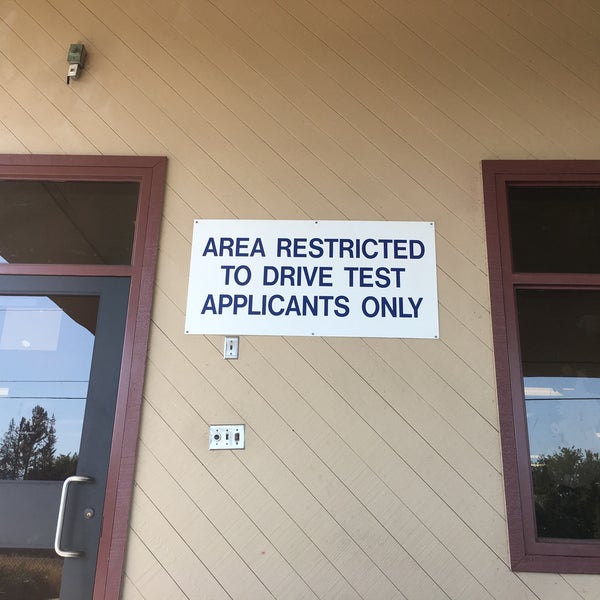 AREA RESTRICTED
TO DRIVE TEST
APPLICANTS ONLY